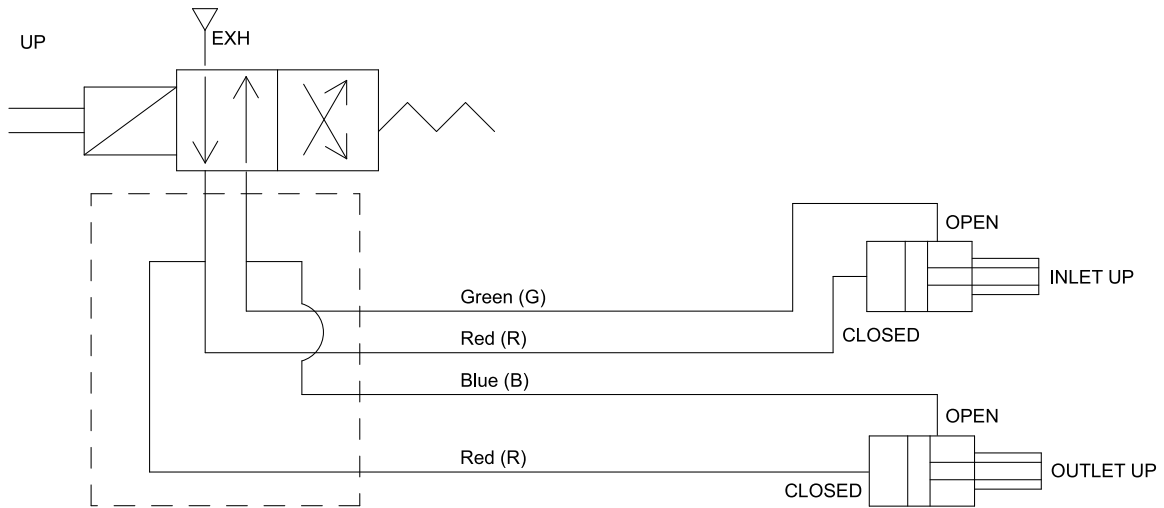 UP
EXH
OPEN
INLET UP
Green (G)
Red (R)
CLOSED
Blue (B)
OPEN
Red (R)
OUTLET UP
CLOSED